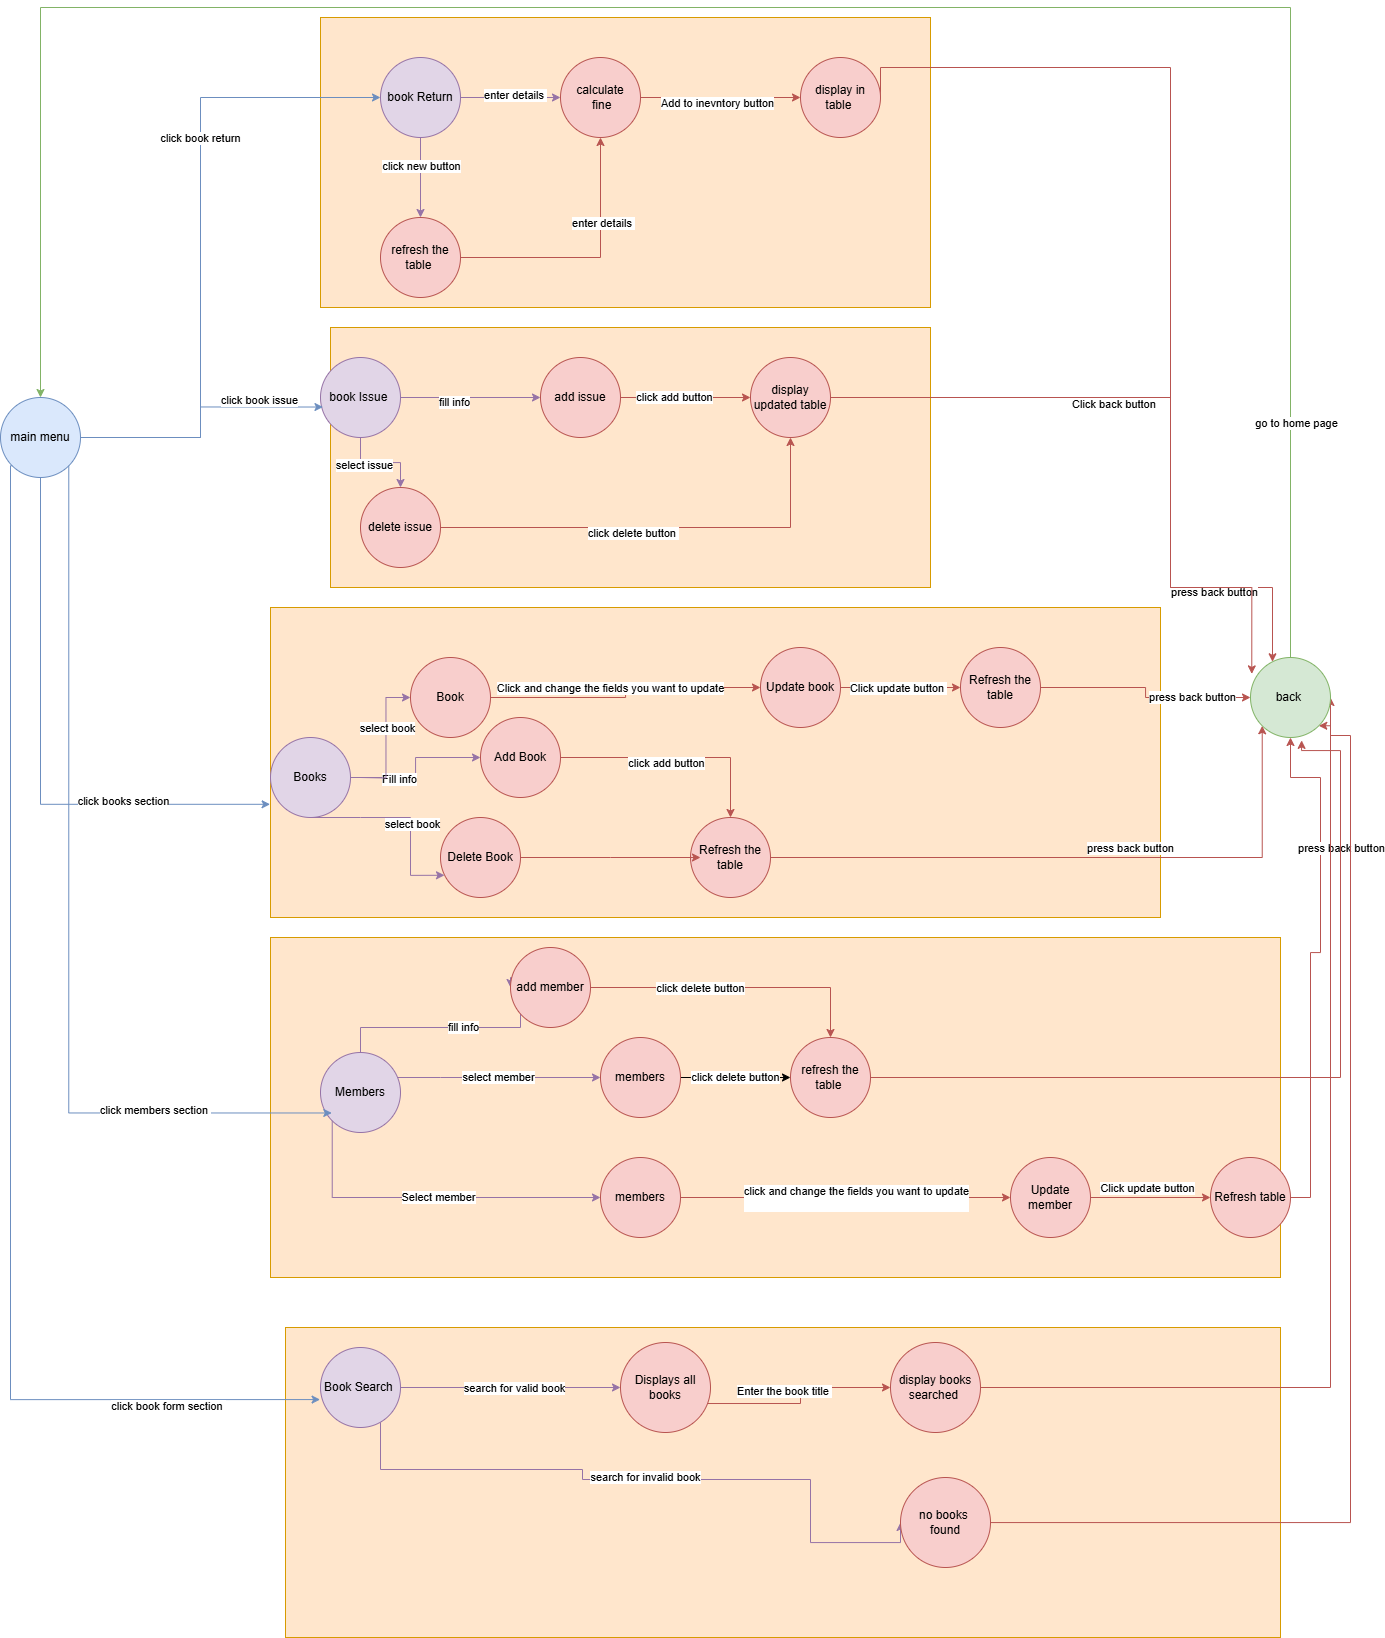 book Return
enter details
calculate
fine
Add to inevntory button
display in
table
click book return
click new button
enter details
refresh the
table
click book issue
book Issue
fill info
add issue
click add button
display
updated table
Click back button
go to home page
main menu
select issue
delete issue
click delete button
press back button
Book
Click and change the fields you want to update
Update book
Click update button
Refresh the
table
press back button
back
select book
Books
Fill info
Add Book
click add button
click books section
select book
Delete Book
Refresh the
table
press back button
press back button
add member
click delete button
fill info
Members
select member
members
click delete button
refresh the
table
click members section
Select member
members
click and change the fields you want to update
Update
member
Click update button
Refresh table
Book Search
search for valid book
Displays all
books
Enter the book title
display books
searched
click book form section
search for invalid book
no books
found